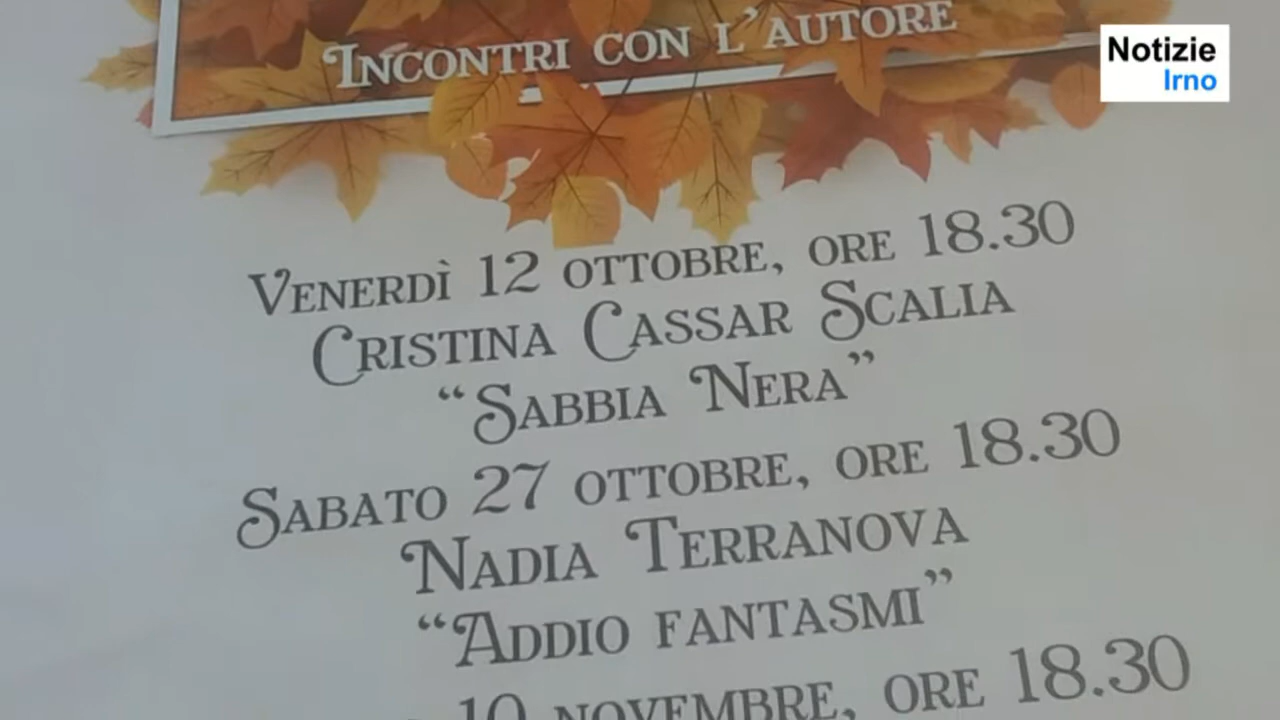 Incontri con l'autore
Notizie
Irno
Venerdì 12 ottobre, ore 18.30
Cristina Cassar Scalia
“Sabbia Nera”
Sabato 27 ottobre, ore 18.30
Nadia Terranova
“Addio fantasmi”
10 novembre, ore 18.30